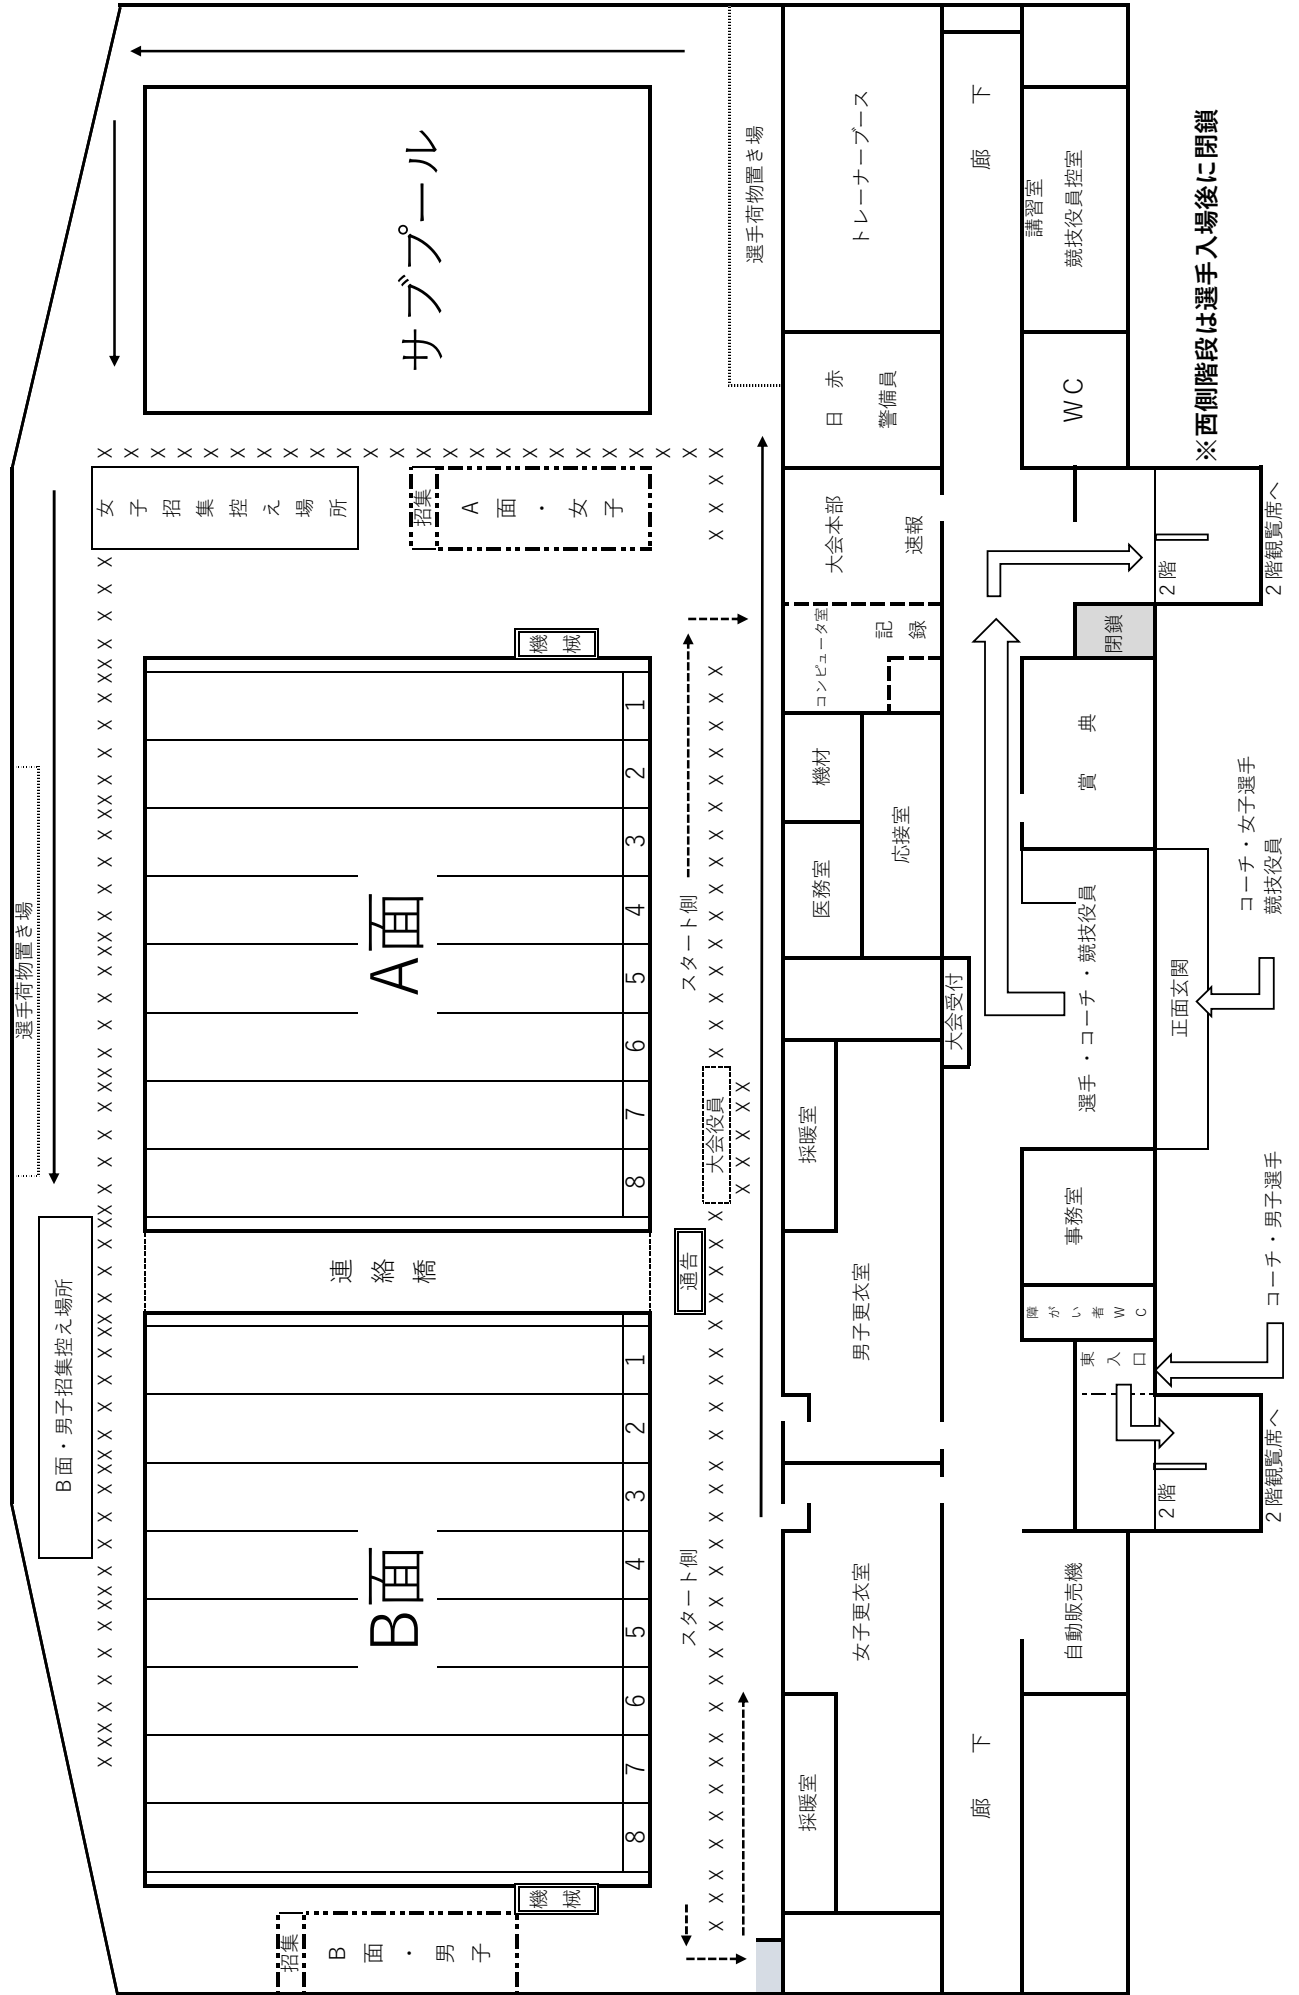 選手荷物置き場
B面・男子招集控え場所
女子招集控え場所
招集
B面・男子
連絡橋
B面
A面
サブプール
招集
A面・女子
機械
機械
8 7 6 5 4 3 2 1
8 7 6 5 4 3 2 1
スタート側
通告
スタート側
大会役員
選手荷物置き場
採暖室
女子更衣室
採暖室
男子更衣室
医務室
機材
応接室
コンピュータ室
記録
大会本部
速報
日赤
警備員
トレーナーブース
大会受付
廊下
廊下
自動販売機
東入口
障がい者WC
事務室
選手・コーチ・競技役員
賞典
閉鎖
WC
講習室
競技役員控室
2階
正面玄関
2階
※西側階段は選手入場後に閉鎖
2階観覧席へ
コーチ・男子選手
コーチ・女子選手
競技役員
2階観覧席へ